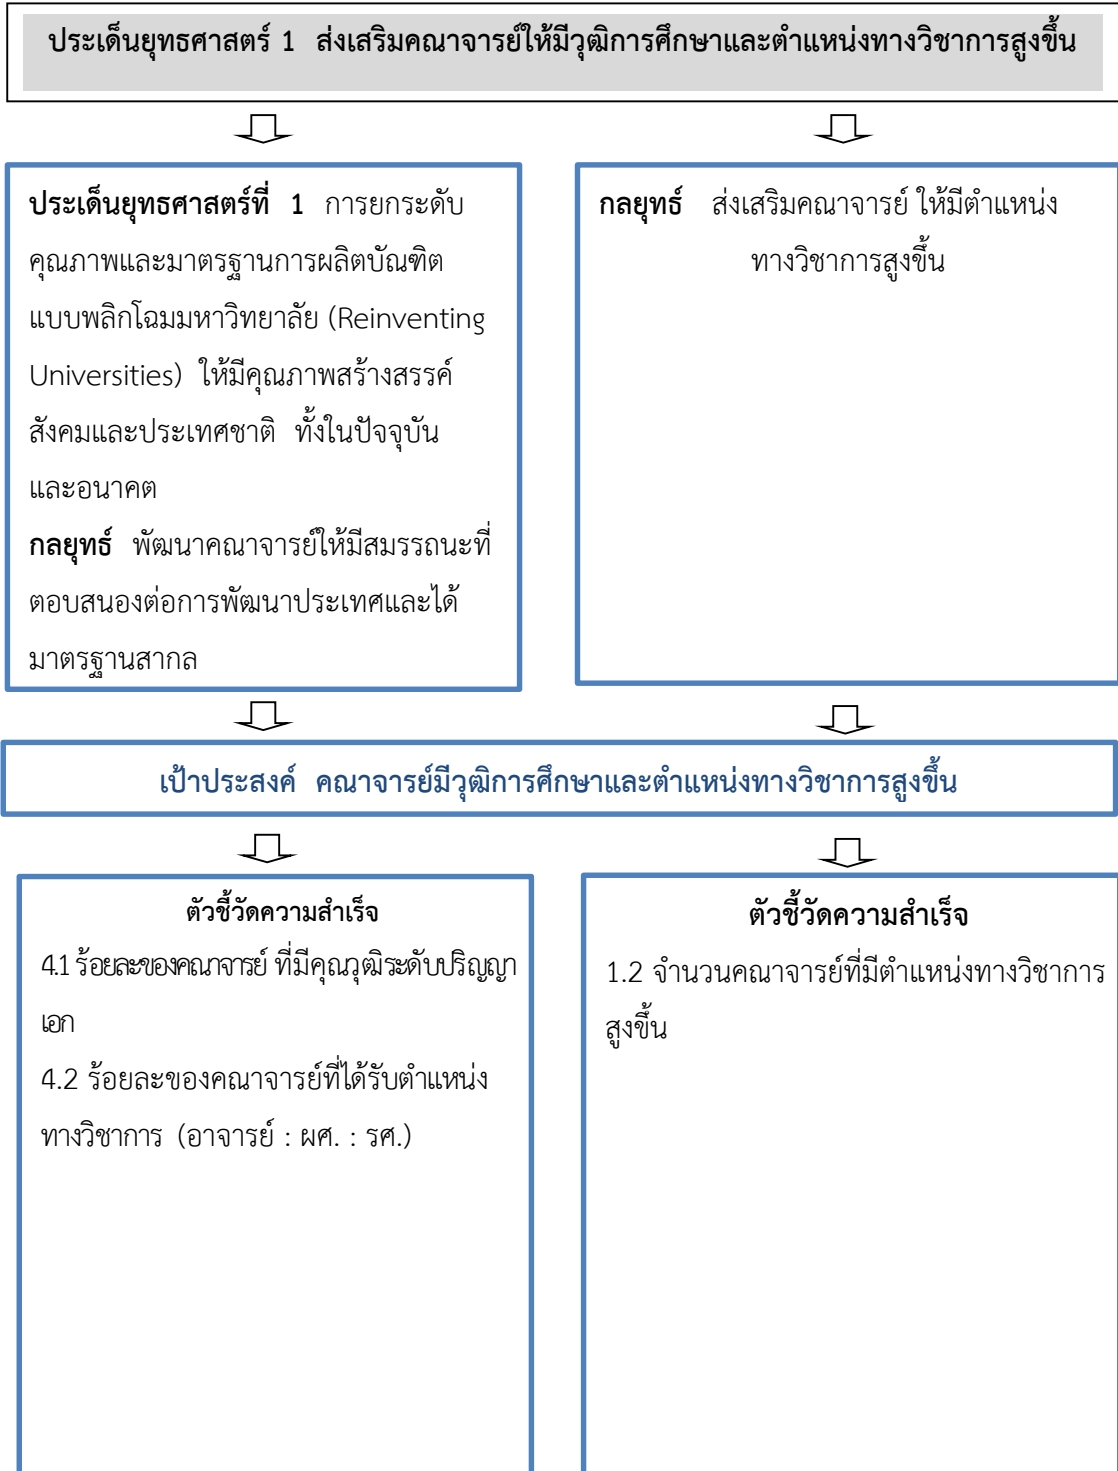 ประเด็นยุทธศาสตร์ 1 ส่งเสริมคณาจารย์ให้มีวุฒิการศึกษาและตำแหน่งทางวิชาการสูงขึ้น
ประเด็นยุทธศาสตร์ที่ 1 การยกระดับ
คุณภาพและมาตรฐานการผลิตบัณฑิต
แบบพลิกโฉมมหาวิทยาลัย (Reinventing
Universities) ให้มีคุณภาพสร้างสรรค์
สังคมและประเทศชาติ ทั้งในปัจจุบัน
และอนาคต
กลยุทธ์ พัฒนาคณาจารย์ให้มีสมรรถนะที่
ตอบสนองต่อการพัฒนาประเทศและได้
มาตรฐานสากล
กลยุทธ์ ส่งเสริมคณาจารย์ ให้มีตำแหน่ง
ทางวิชาการสูงขึ้น
เป้าประสงค์ คณาจารย์มีวุฒิการศึกษาและตำแหน่งทางวิชาการสูงขึ้น
ตัวชี้วัดความสำเร็จ
4.1 ร้อยละของคณาจารย์ ที่มีคุณวุฒิระดับปริญญา
เอก
4.2 ร้อยละของคณาจารย์ที่ได้รับตำแหน่ง
ทางวิชาการ (อาจารย์ : ผศ. : รศ.)
ตัวชี้วัดความสำเร็จ
1.2 จำนวนคณาจารย์ที่มีตำแหน่งทางวิชาการ
สูงขึ้น